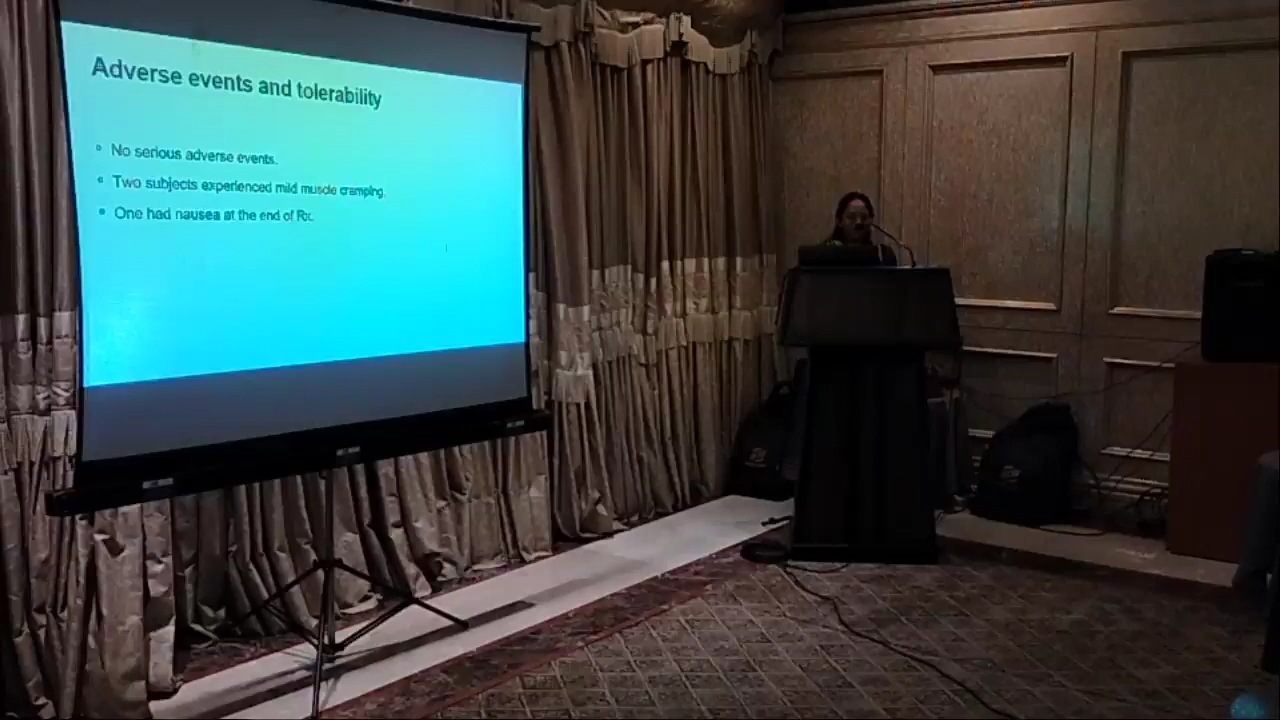 Adverse events and tolerability
No serious adverse events.
Two subjects experienced mild muscle cramping.
One had nausea at the end of Rx.